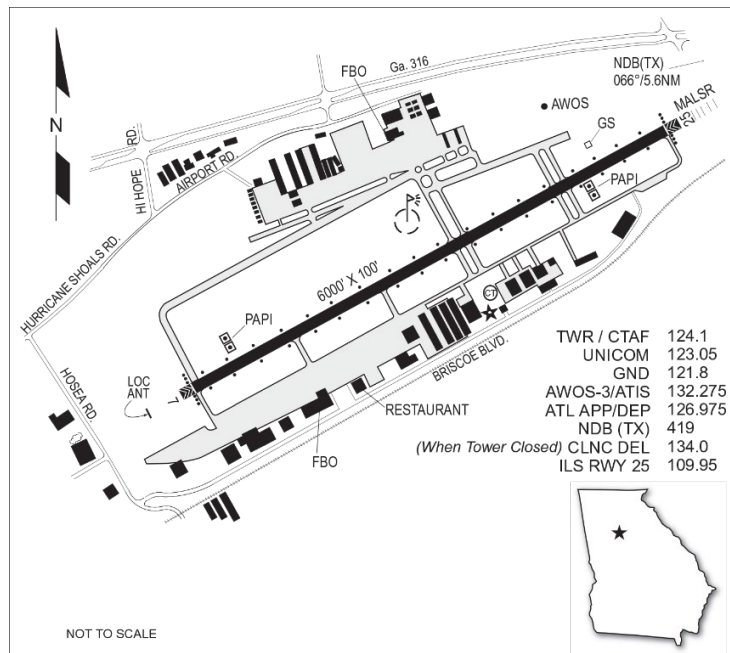 Ga. 316
FBO
NDB(TX)
066°/5.6NM
MALSR
25
AWOS
GS
N
HI HOPE RD.
AIRPORT RD.
PAPI
HURRICANE SHOALS RD.
6000' X 100'
CT
PAPI
TWR / CTAF 124.1
UNICOM 123.05
GND 121.8
AWOS-3/ATIS 132.275
ATL APP/DEP 126.975
NDB (TX) 419
(When Tower Closed) CLNC DEL 134.0
ILS RWY 25 109.95
BRISCOE BLVD.
HOSEA RD.
LOC
ANT
7
RESTAURANT
FBO
NOT TO SCALE